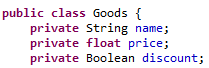 public class Goods {
private String name;
private float price;
private Boolean discount;